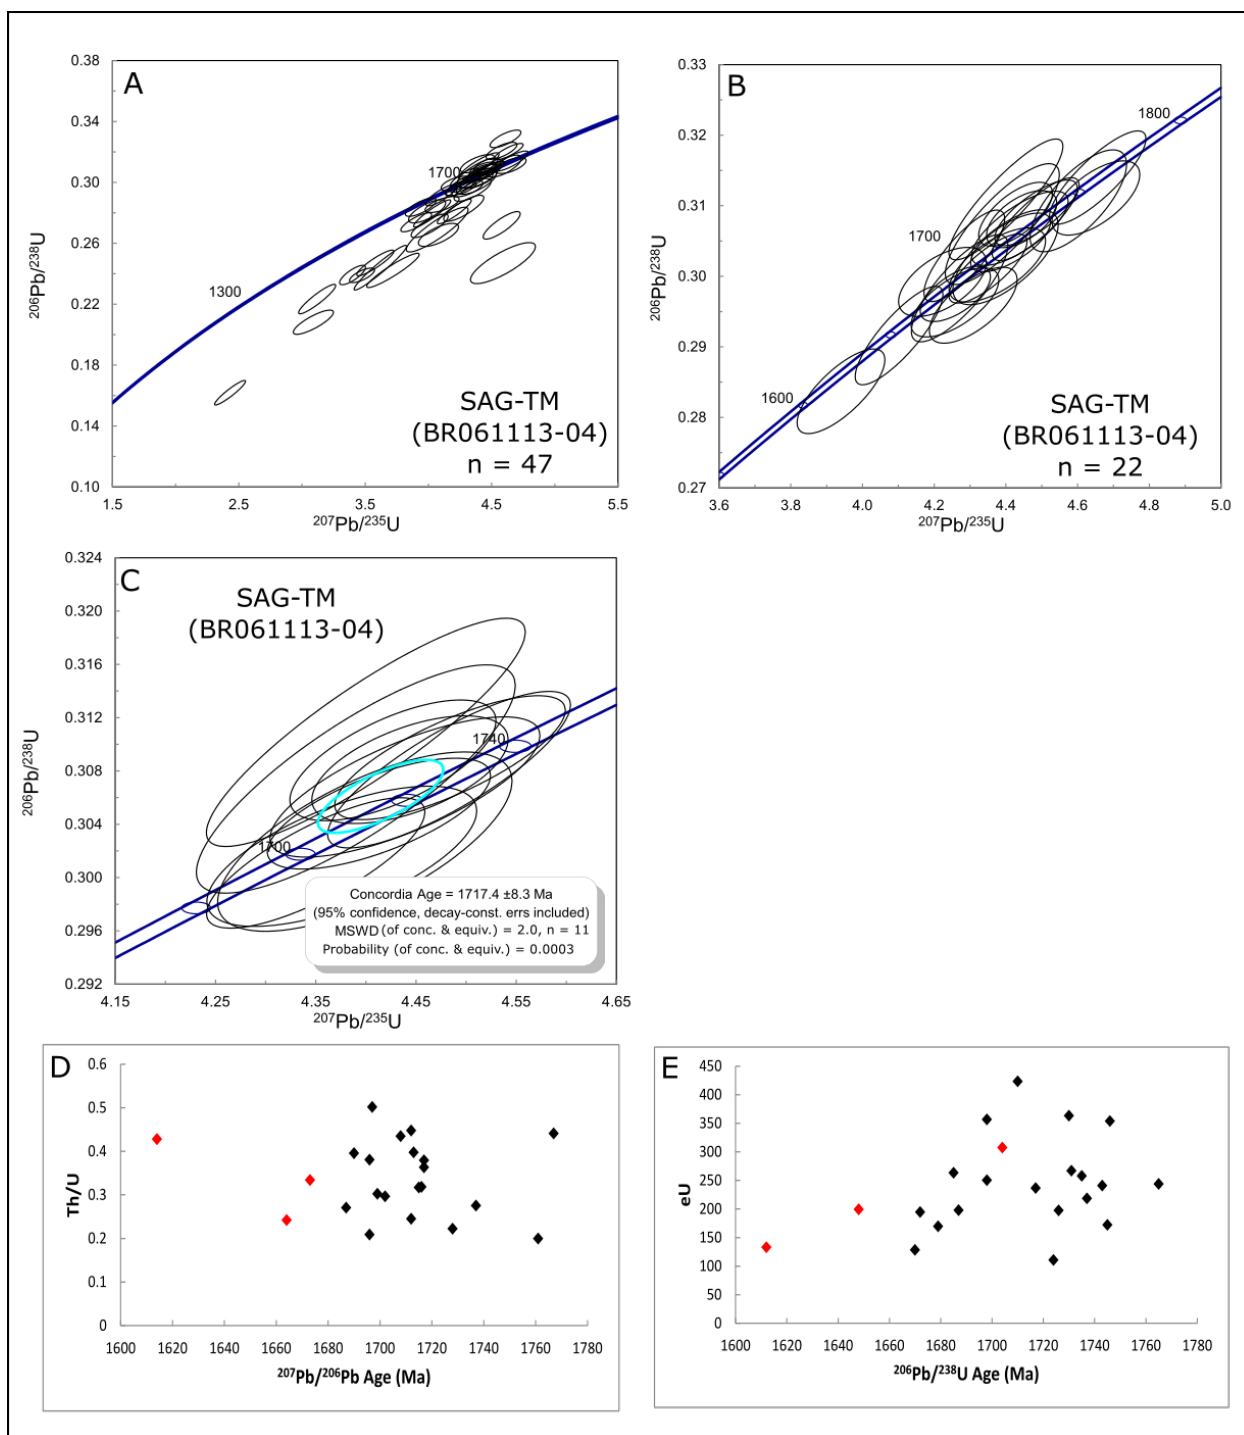 A
0.38
0.34
0.30
0.26
0.22
0.18
0.14
0.10
206Pb/238U
1700
1300
SAG-TM
(BR061113-04)
n = 47
1.5 2.5 3.5 4.5 5.5
207Pb/235U
B
0.33
0.32
0.31
0.30
0.29
0.28
0.27
206Pb/238U
1800
1700
1600
SAG-TM
(BR061113-04)
n = 22
3.6 3.8 4.0 4.2 4.4 4.6 4.8 5.0
207Pb/235U
C
0.324
0.320
0.316
0.312
0.308
0.304
0.300
0.296
0.292
206Pb/238U
SAG-TM
(BR061113-04)
1740
1700
Concordia Age = 1717.4 ±8.3 Ma
(95% confidence, decay-const. errs included)
MSWD (of conc. & equiv.) = 2.0, n = 11
Probability (of conc. & equiv.) = 0.0003
4.15 4.25 4.35 4.45 4.55 4.65
207Pb/235U
D
0.6
0.5
0.4
0.3
0.2
0.1
0
Th/U
1600 1620 1640 1660 1680 1700 1720 1740 1760 1780
207Pb/206Pb Age (Ma)
E
450
400
350
300
250
200
150
100
50
0
eU
1600 1620 1640 1660 1680 1700 1720 1740 1760 1780
206Pb/238U Age (Ma)